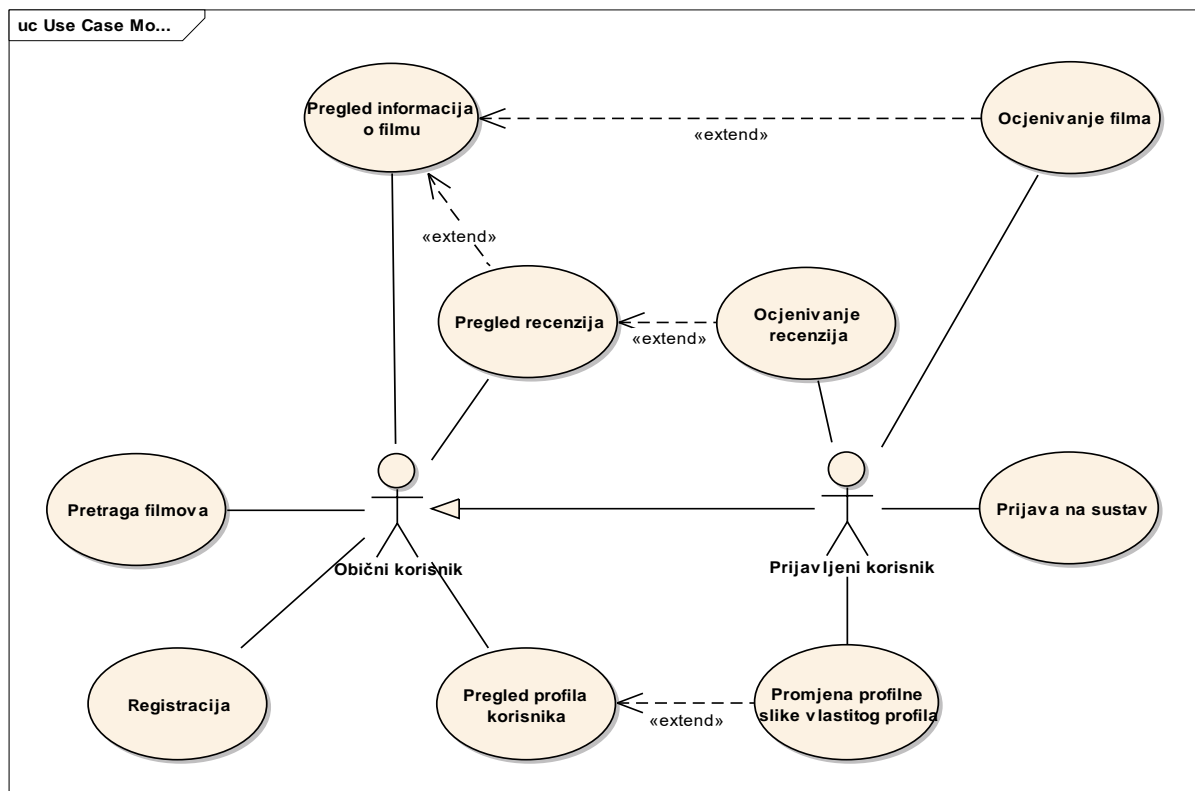 uc Use Case Mo...
Pregled informacija
o filmu
Ocjenivanje filma
«extend»
«extend»
Pregled recenzija
Ocjenivanje
recenzija
«extend»
Pretraga filmova
Prijava na sustav
Obični korisnik
Prijavljeni korisnik
Registracija
Pregled profila
korisnika
Promjena profilne
slike vlastitog profila
«extend»